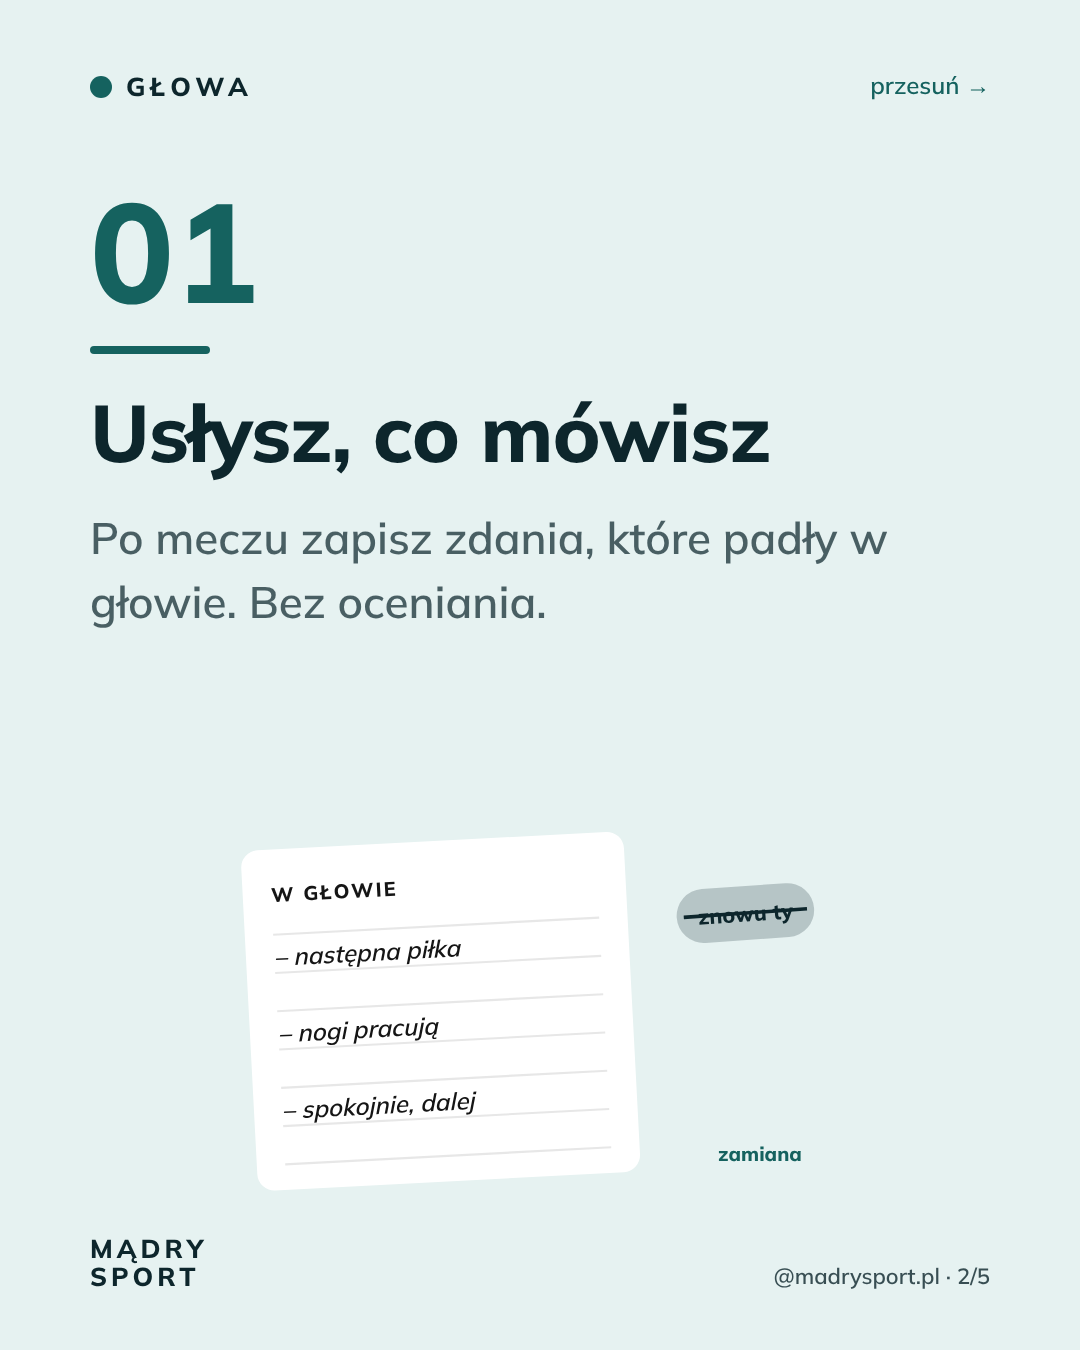 GŁOWA
przesuń →
01
Usłysz, co mówisz
Po meczu zapisz zdania, które padły w
głowie. Bez oceniania.
W GŁOWIE
– następna piłka
– nogi pracują
– spokojnie, dalej
znowu ty
zamiana
MĄDRY
SPORT
@madrysport.pl · 2/5